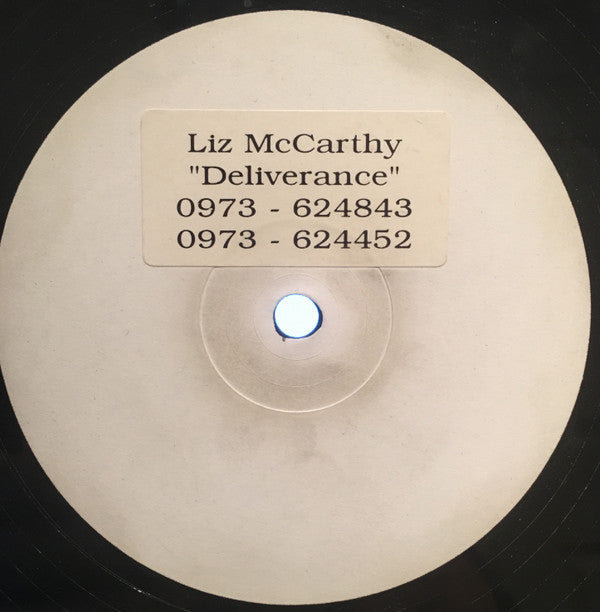 Liz McCarthy
"Deliverance"
0973 - 624843
0973 - 624452